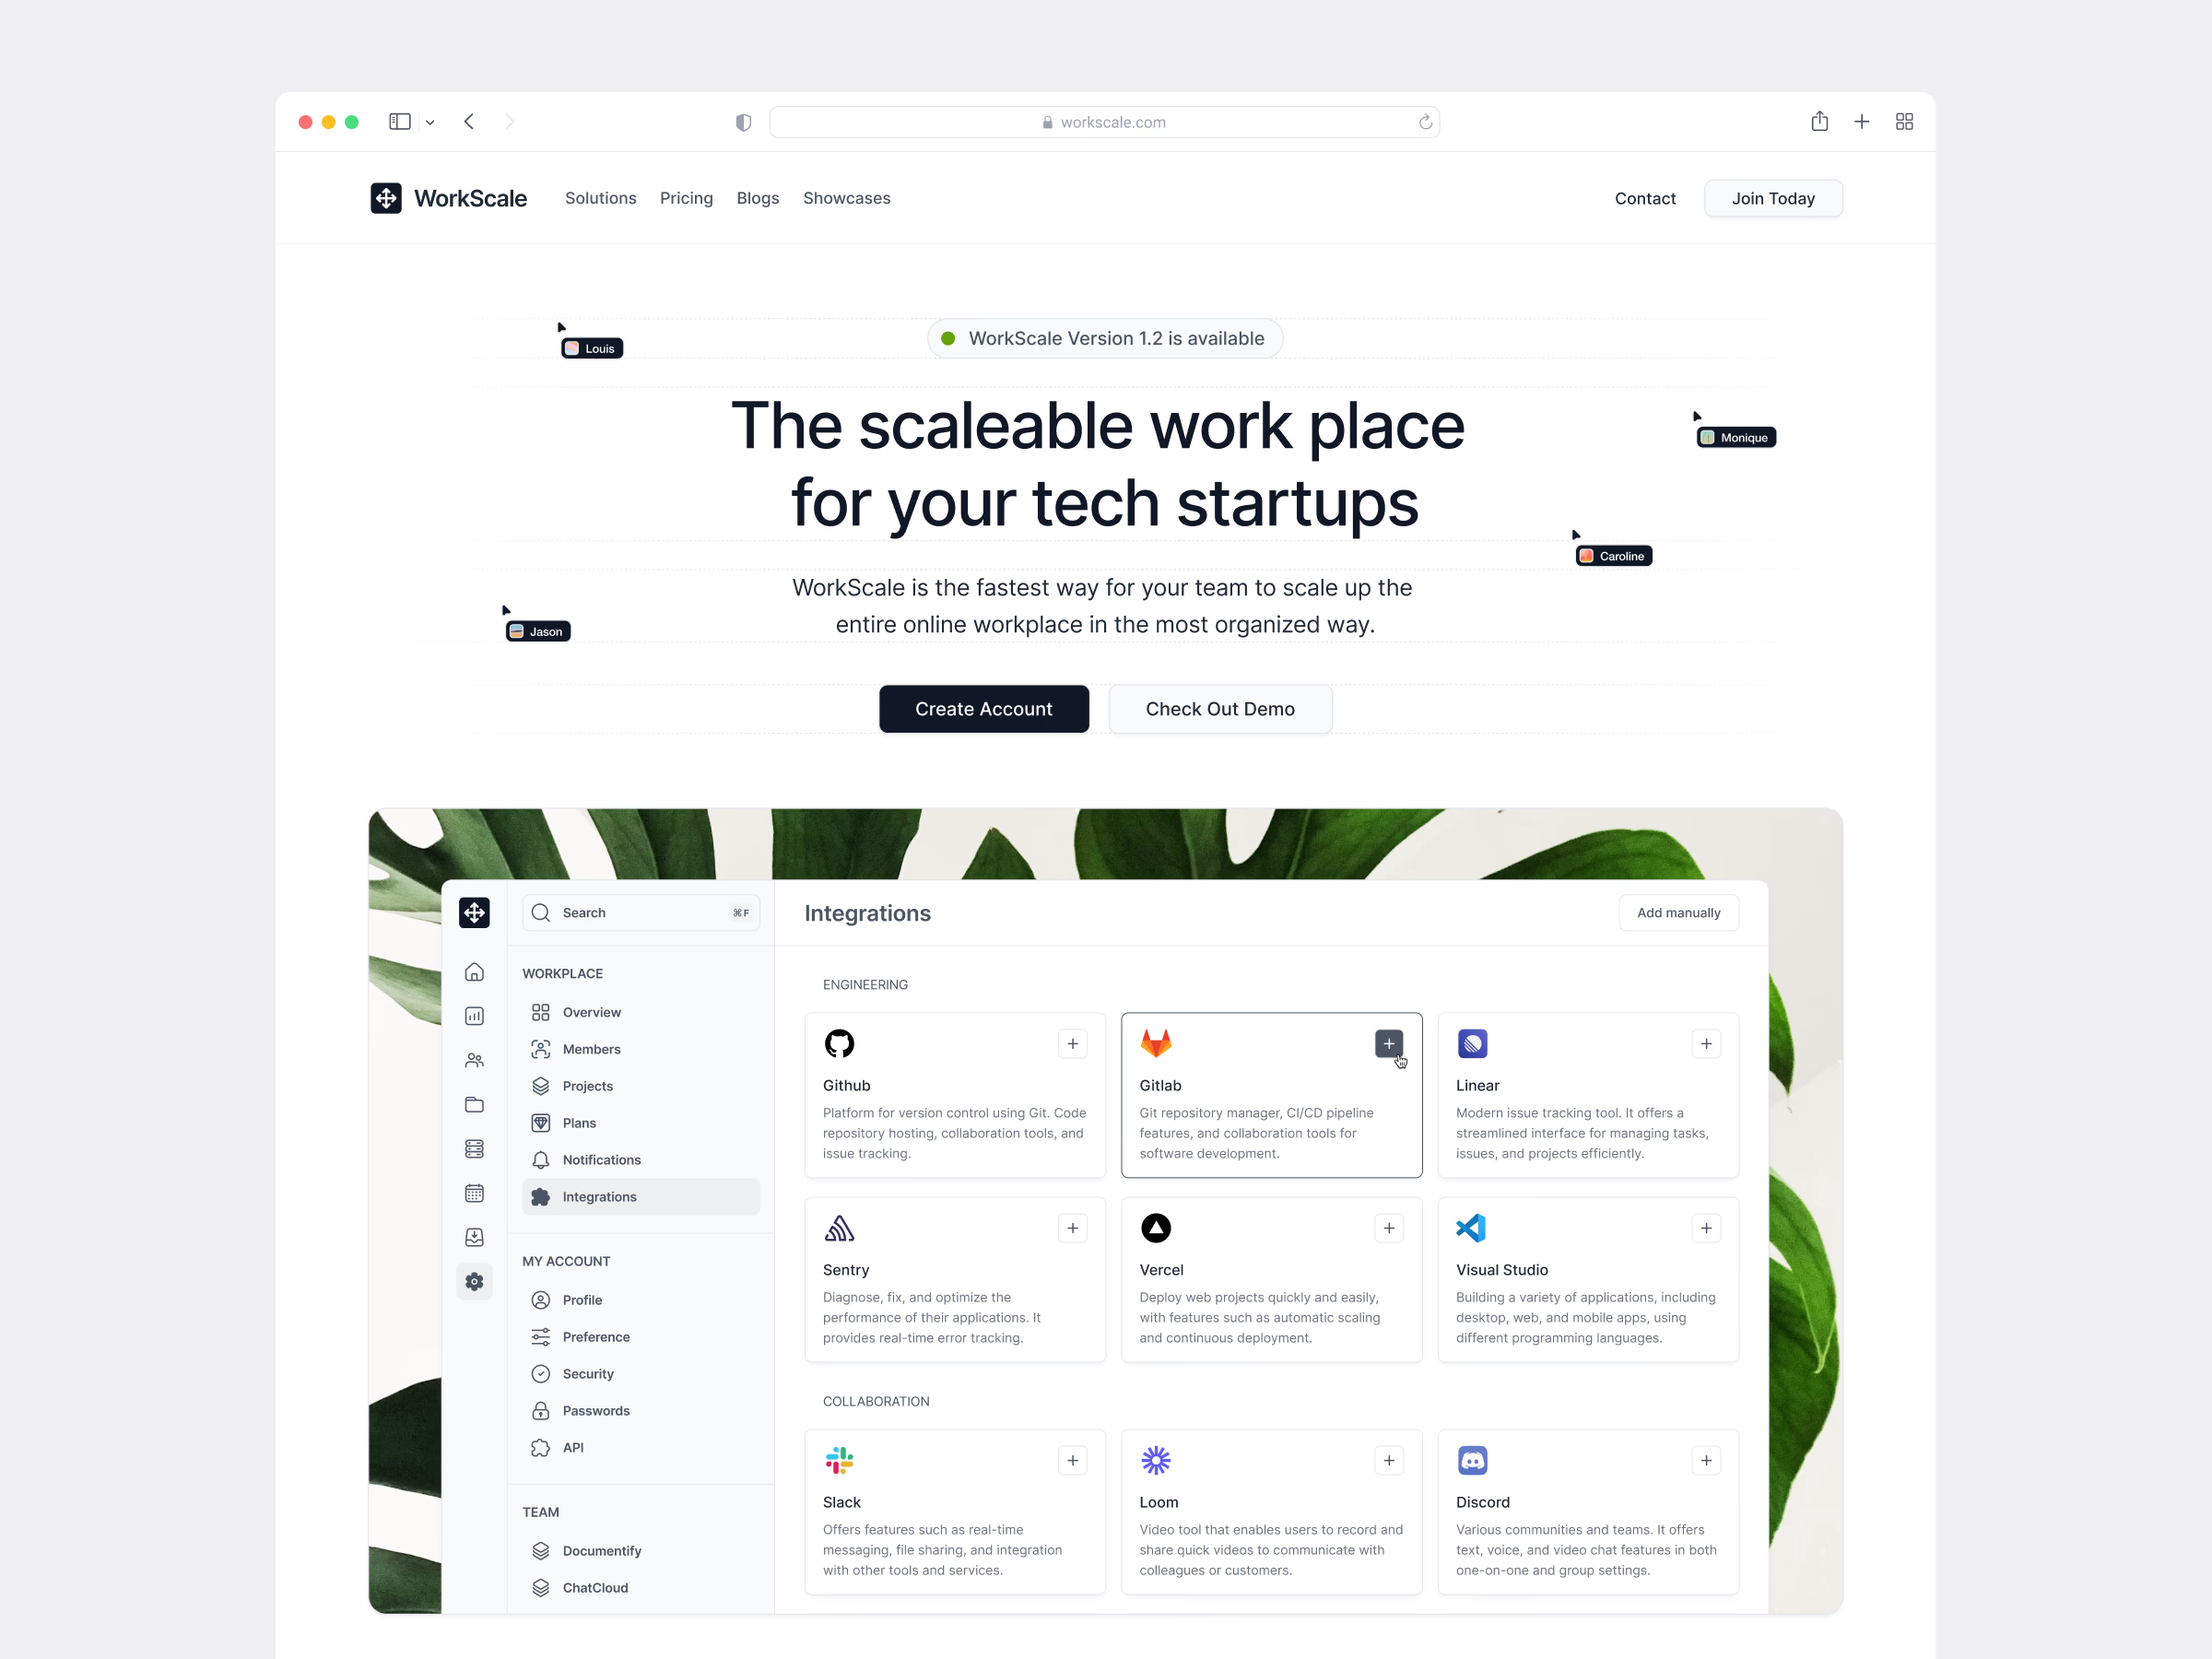 workscale.com
WorkScale
Solutions
Pricing
Blogs
Showcases
Contact
Join Today
WorkScale Version 1.2 is available
Louis
The scaleable work place
for your tech startups
Monique
Caroline
WorkScale is the fastest way for your team to scale up the
entire online workplace in the most organized way.
Jason
Create Account
Check Out Demo
Search
⌘F
WORKPLACE
Overview
Members
Projects
Plans
Notifications
Integrations
MY ACCOUNT
Profile
Preference
Security
Passwords
API
TEAM
Documentify
ChatCloud
Integrations
Add manually
ENGINEERING
Github
Platform for version control using Git. Code
repository hosting, collaboration tools, and
issue tracking.
Gitlab
Git repository manager, CI/CD pipeline
features, and collaboration tools for
software development.
Linear
Modern issue tracking tool. It offers a
streamlined interface for managing tasks,
issues, and projects efficiently.
Sentry
Diagnose, fix, and optimize the
performance of their applications. It
provides real-time error tracking.
Vercel
Deploy web projects quickly and easily,
with features such as automatic scaling
and continuous deployment.
Visual Studio
Building a variety of applications, including
desktop, web, and mobile apps, using
different programming languages.
COLLABORATION
Slack
Offers features such as real-time
messaging, file sharing, and integration
with other tools and services.
Loom
Video tool that enables users to record and
share quick videos to communicate with
colleagues or customers.
Discord
Various communities and teams. It offers
text, voice, and video chat features in both
one-on-one and group settings.